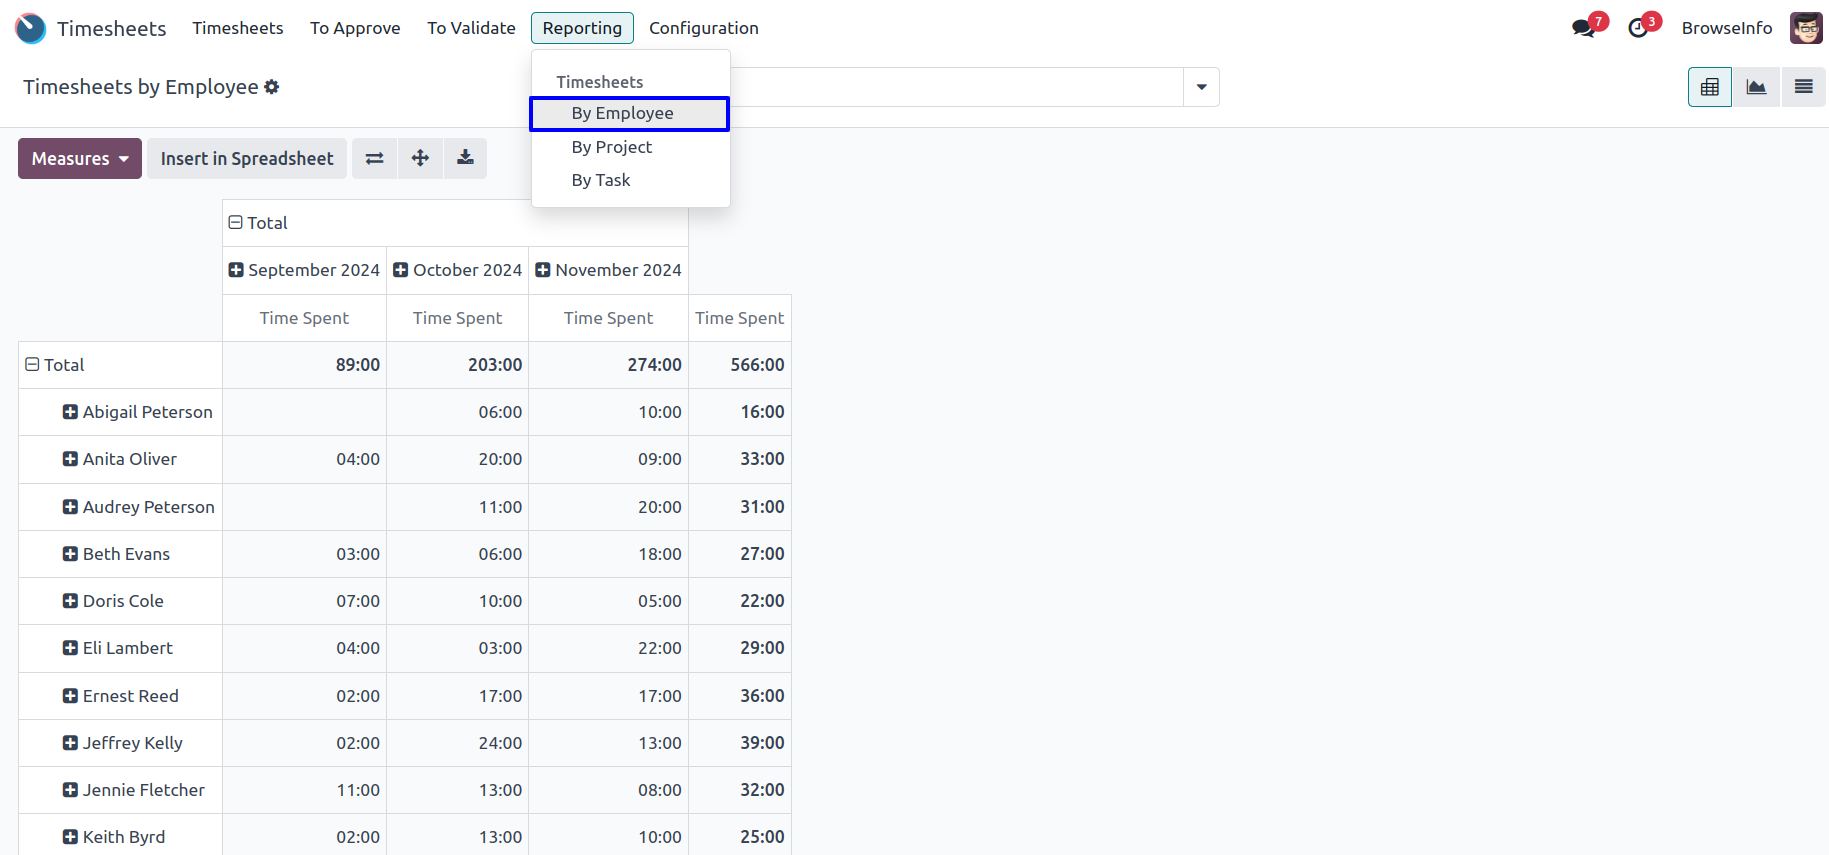 Timesheets Timesheets To Approve To Validate Reporting Configuration 7 3 BrowseInfo
Timesheets by Employee
Timesheets
By Employee
By Project
By Task
Measures Insert in Spreadsheet
Total
September 2024 October 2024 November 2024
Time Spent Time Spent Time Spent Time Spent
Total 89:00 203:00 274:00 566:00
Abigail Peterson 06:00 10:00 16:00
Anita Oliver 04:00 20:00 09:00 33:00
Audrey Peterson 11:00 20:00 31:00
Beth Evans 03:00 06:00 18:00 27:00
Doris Cole 07:00 10:00 05:00 22:00
Eli Lambert 04:00 03:00 22:00 29:00
Ernest Reed 02:00 17:00 17:00 36:00
Jeffrey Kelly 02:00 24:00 13:00 39:00
Jennie Fletcher 11:00 13:00 08:00 32:00
Keith Byrd 02:00 13:00 10:00 25:00